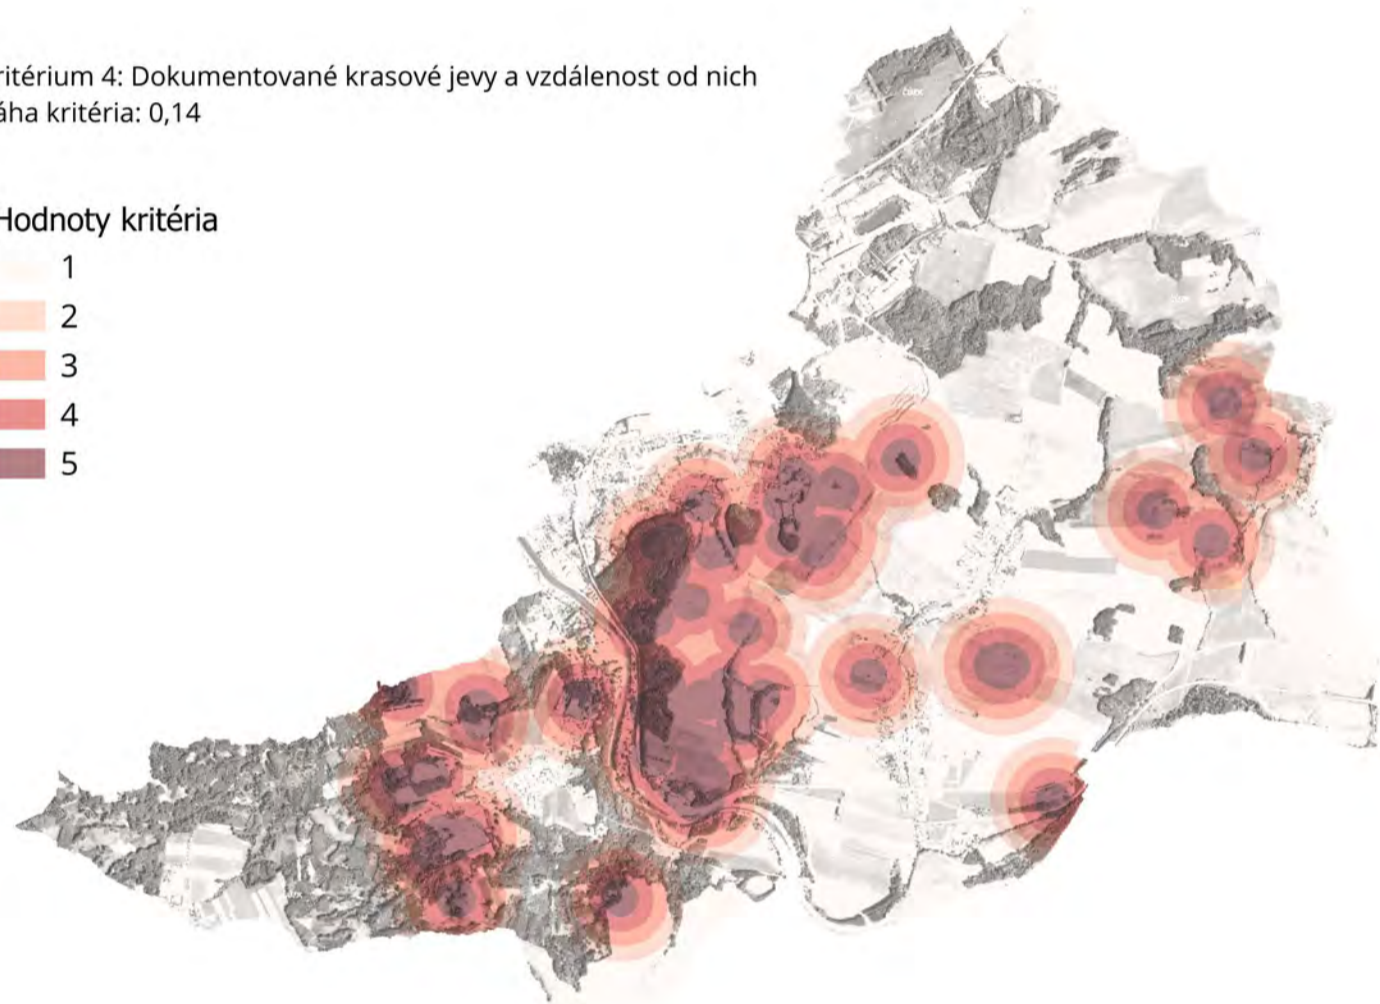 ritérium 4: Dokumentované krasové jevy a vzdálenost od nich
áha kritéria: 0,14
Hodnoty kritéria
1
2
3
4
5